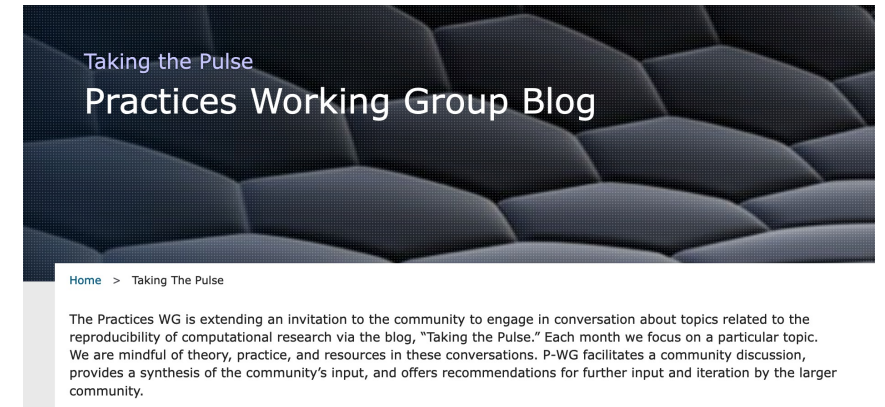 Taking the Pulse
Practices Working Group Blog
Home > Taking The Pulse
The Practices WG is extending an invitation to the community to engage in conversation about topics related to the
reproducibility of computational research via the blog, “Taking the Pulse.” Each month we focus on a particular topic.
We are mindful of theory, practice, and resources in these conversations. P-WG facilitates a community discussion,
provides a synthesis of the community’s input, and offers recommendations for further input and iteration by the larger
community.